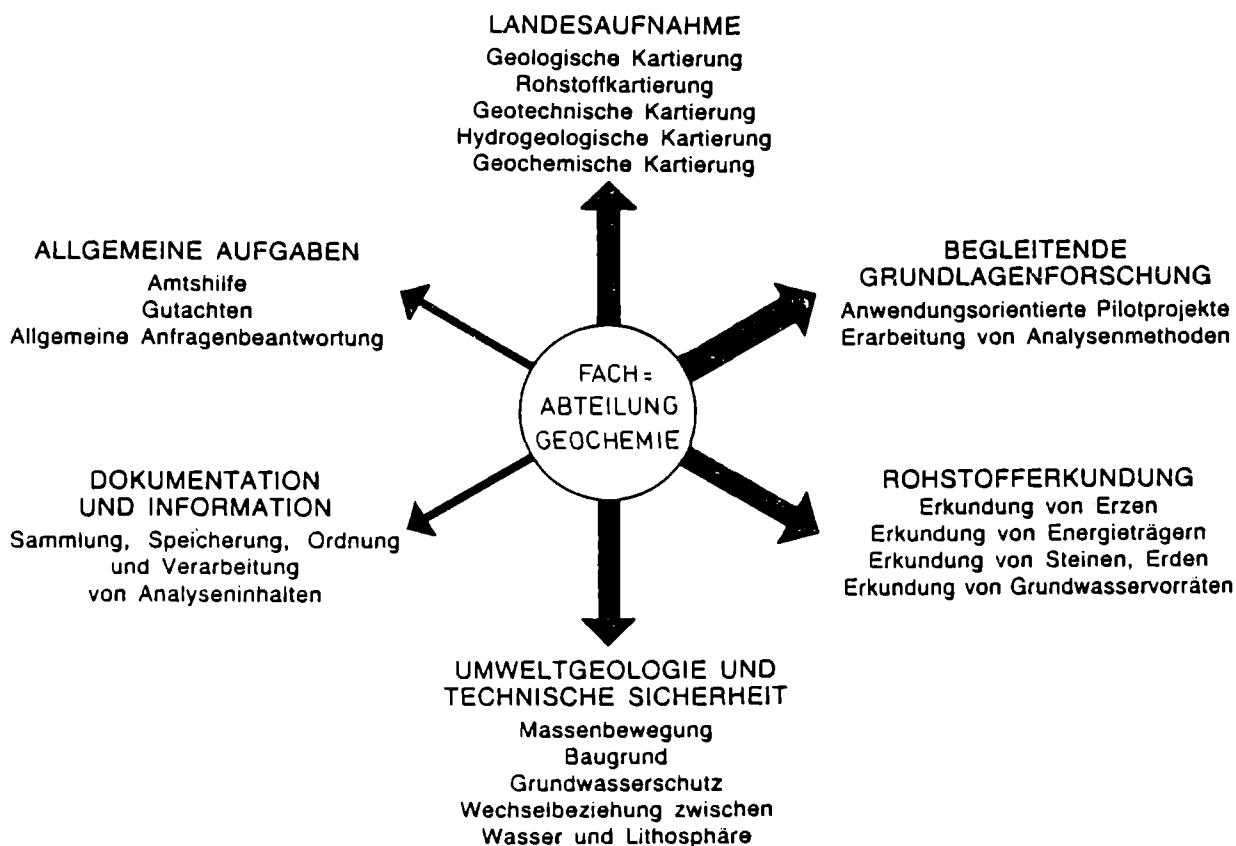 LANDESAUFNAHME
Geologische Kartierung
Rohstoffkartierung
Geotechnische Kartierung
Hydrogeologische Kartierung
Geochemische Kartierung
ALLGEMEINE AUFGABEN
Amtshilfe
Gutachten
Allgemeine Anfragenbeantwortung
BEGLEITENDE
GRUNDLAGENFORSCHUNG
Anwendungsorientierte Pilotprojekte
Erarbeitung von Analysenmethoden
FACH=
ABTEILUNG
GEOCHEMIE
DOKUMENTATION
UND INFORMATION
Sammlung, Speicherung, Ordnung
und Verarbeitung
von Analyseninhalten
ROHSTOFFERKUNDUNG
Erkundung von Erzen
Erkundung von Energieträgern
Erkundung von Steinen, Erden
Erkundung von Grundwasservorräten
UMWELTGEOLOGIE UND
TECHNISCHE SICHERHEIT
Massenbewegung
Baugrund
Grundwasserschutz
Wechselbeziehung zwischen
Wasser und Lithosphäre